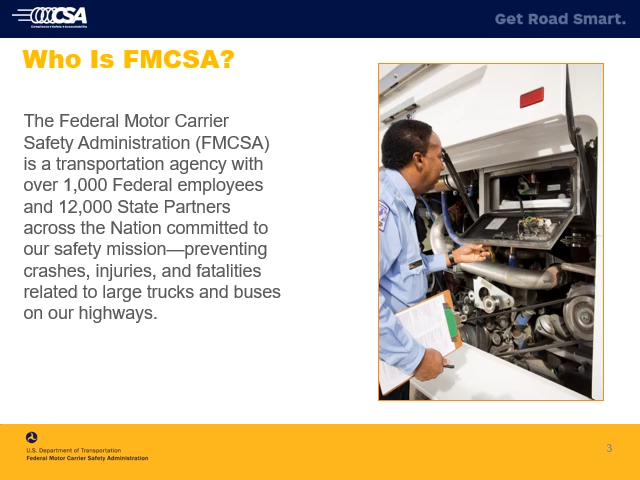 CSA
Compliance • Safety • Accountability
Get Road Smart.
Who Is FMCSA?
The Federal Motor Carrier
Safety Administration (FMCSA)
is a transportation agency with
over 1,000 Federal employees
and 12,000 State Partners
across the Nation committed to
our safety mission—preventing
crashes, injuries, and fatalities
related to large trucks and buses
on our highways.
U.S. Department of Transportation
Federal Motor Carrier Safety Administration
3